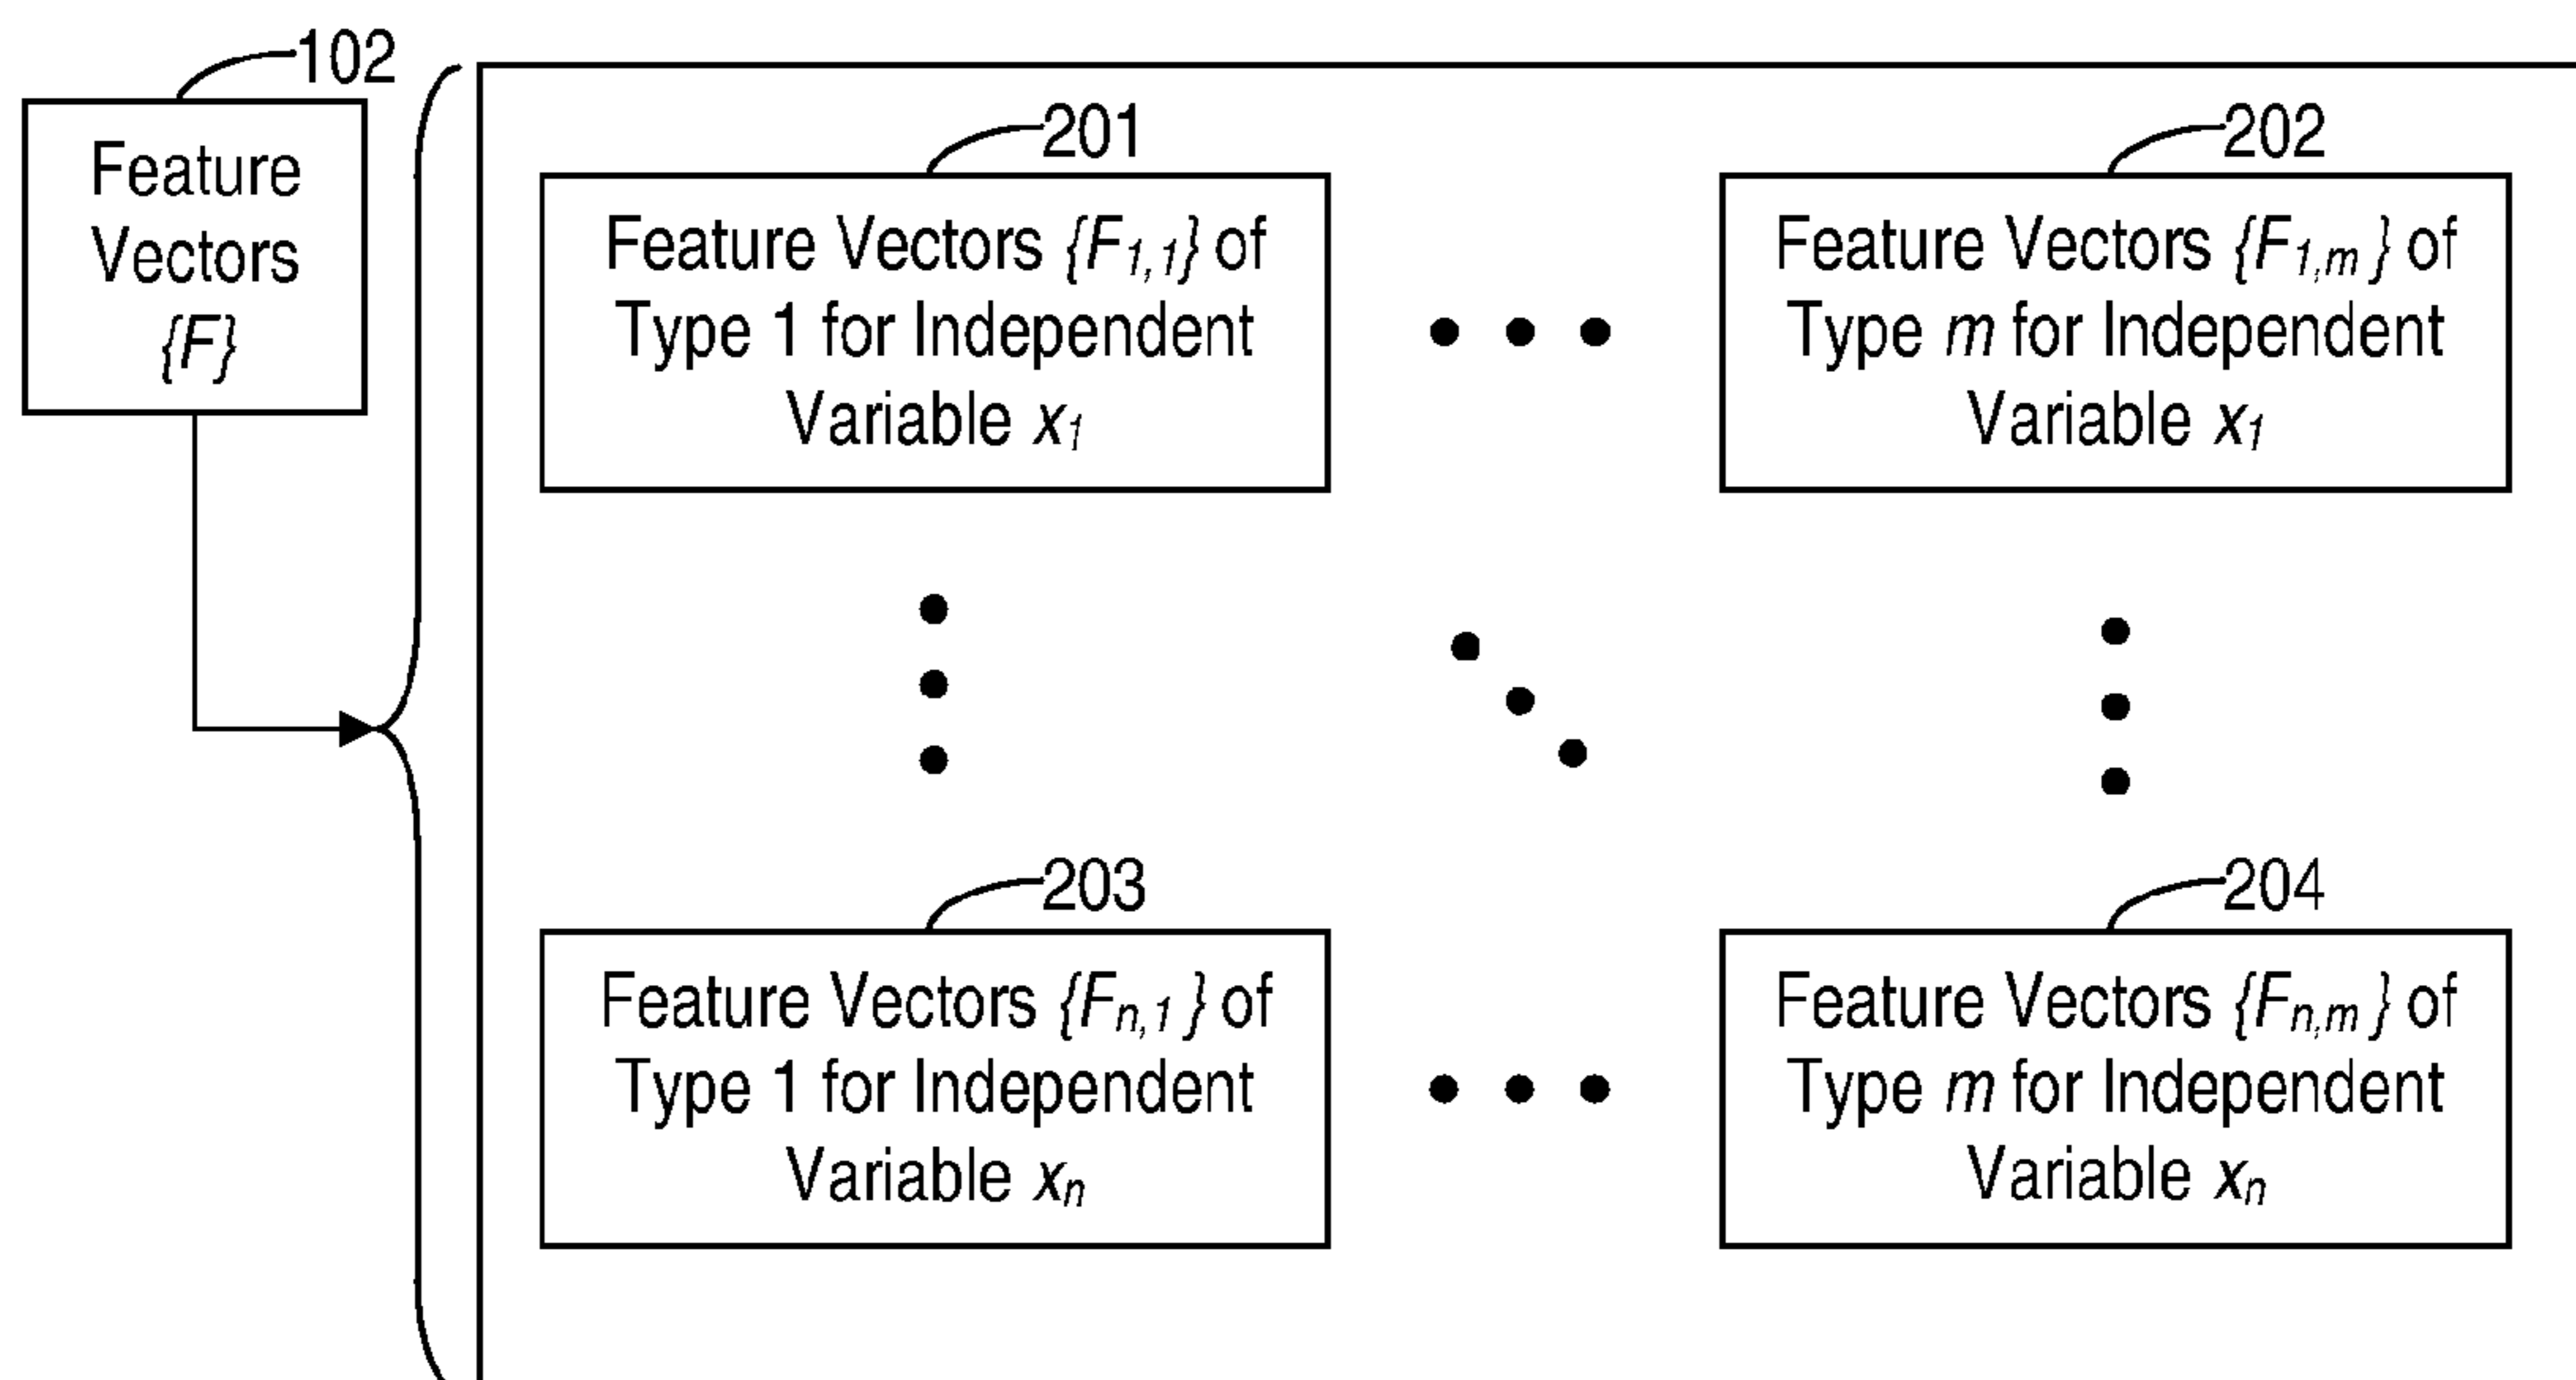 102
Feature
Vectors
{F}
201
Feature Vectors {F1,1} of
Type 1 for Independent
Variable x1
202
Feature Vectors {F1,m} of
Type m for Independent
Variable x1
203
Feature Vectors {Fn,1} of
Type 1 for Independent
Variable xn
204
Feature Vectors {Fn,m} of
Type m for Independent
Variable xn